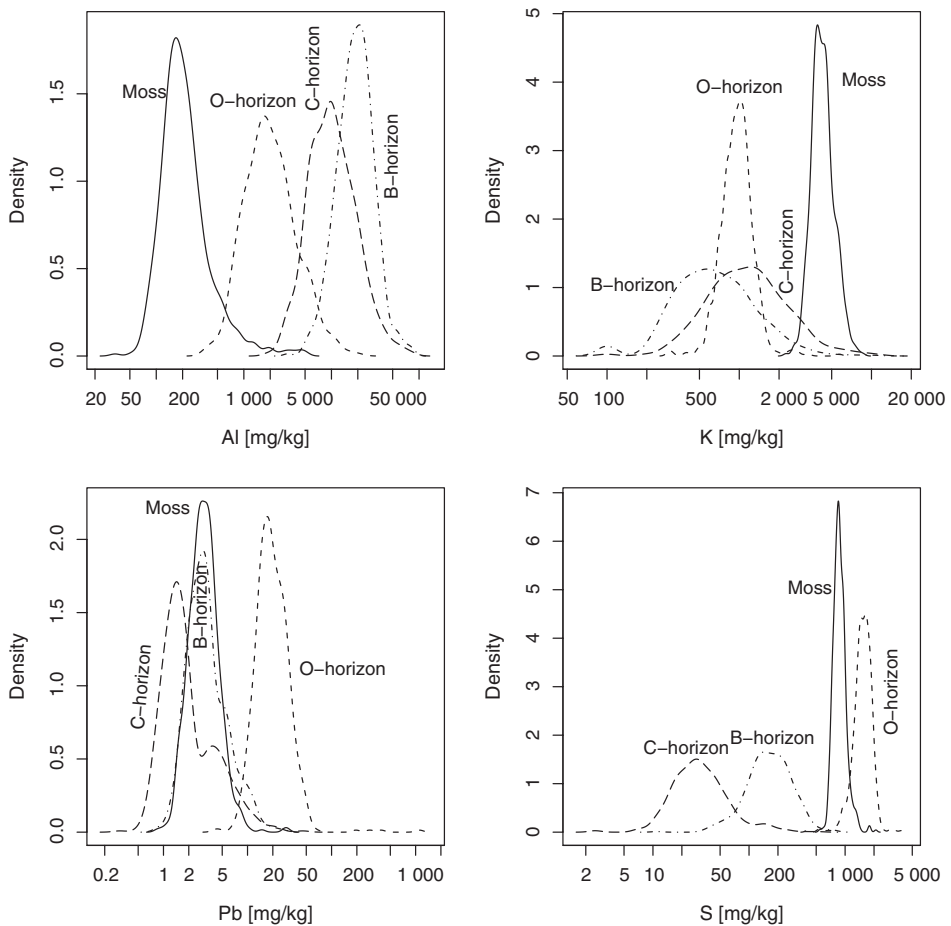 Density
0.0 0.5 1.0 1.5
Moss
O−horizon
C−horizon
B−horizon
20 50 200 1 000 5 000 50 000
Al [mg/kg]
Density
0 1 2 3 4 5
O−horizon
Moss
B−horizon
C−horizon
50 100 500 2 000 5 000 20 000
K [mg/kg]
Density
0.0 0.5 1.0 1.5 2.0
Moss
B−horizon
C−horizon
O−horizon
0.2 1 2 5 20 50 200 1 000
Pb [mg/kg]
Density
0 1 2 3 4 5 6 7
Moss
O−horizon
C−horizon
B−horizon
2 5 10 50 200 1 000 5 000
S [mg/kg]